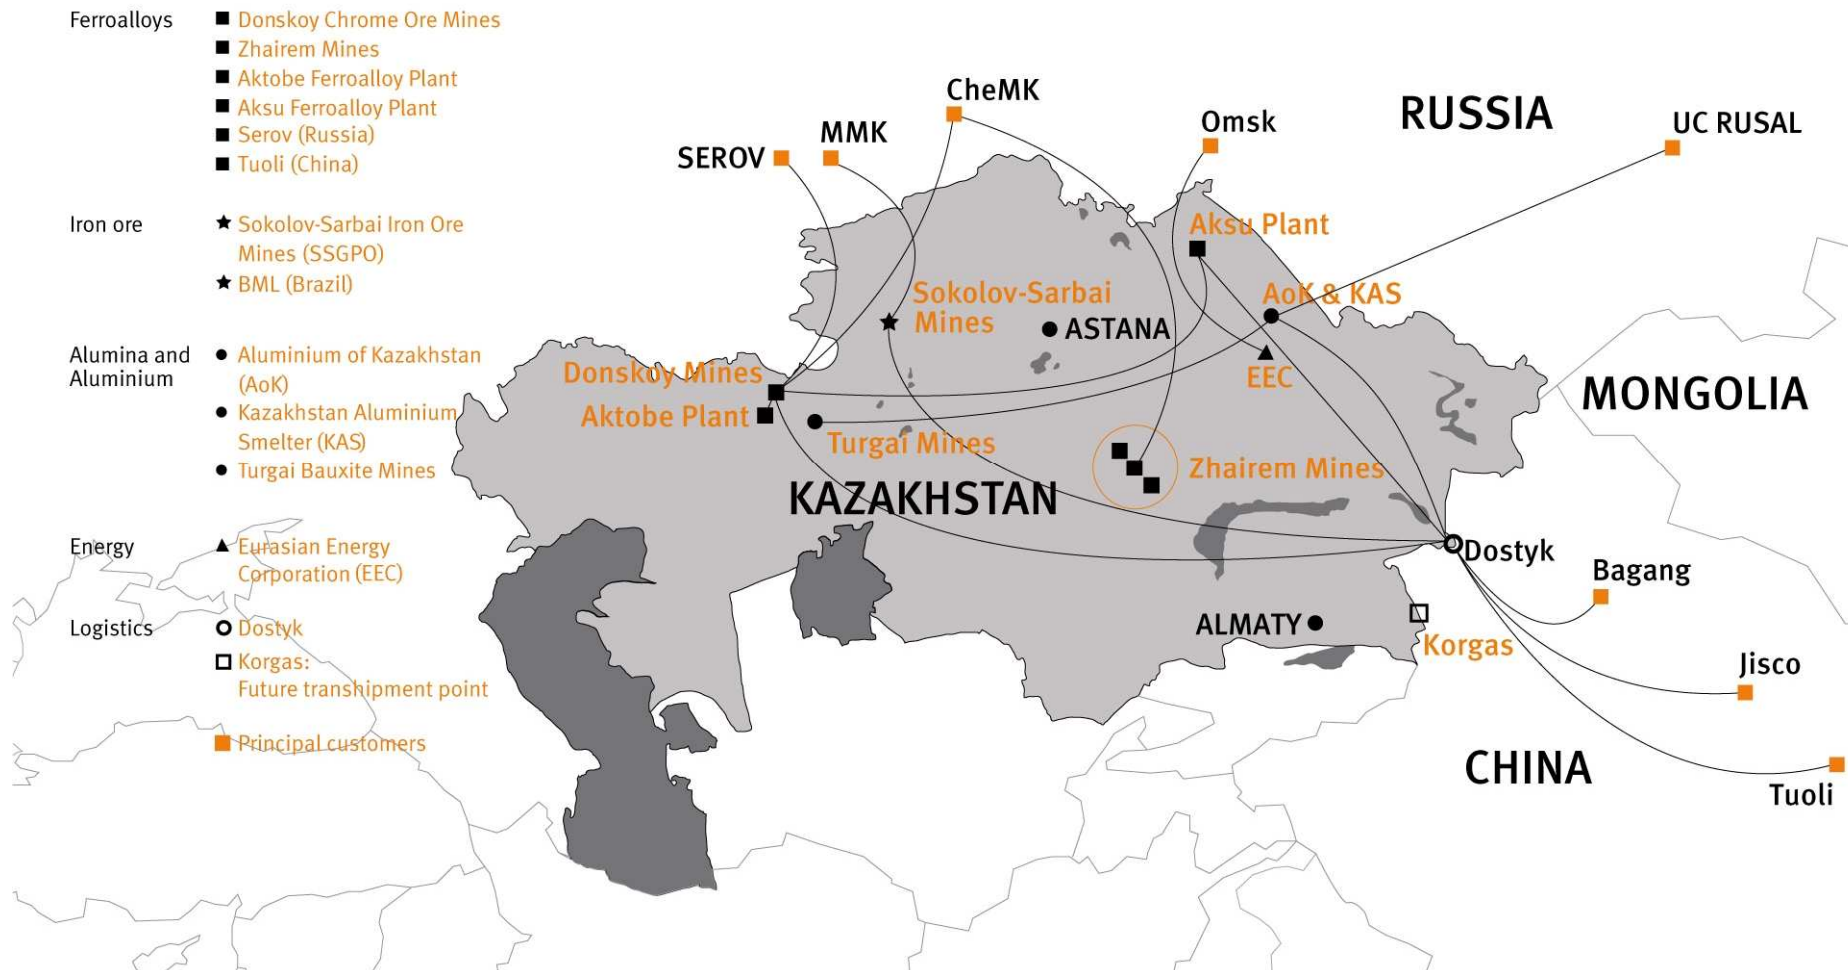 Ferroalloys
Donskoy Chrome Ore Mines
Zhairem Mines
Aktobe Ferroalloy Plant
Aksu Ferroalloy Plant
Serov (Russia)
Tuoli (China)
Iron ore
Sokolov-Sarbai Iron Ore
Mines (SSGPO)
BML (Brazil)
Alumina and
Aluminium
Aluminium of Kazakhstan
(AoK)
Kazakhstan Aluminium
Smelter (KAS)
Turgai Bauxite Mines
Energy
Eurasian Energy
Corporation (EEC)
Logistics
Dostyk
Korgas:
Future transhipment point
Principal customers
CheMK
MMK
SEROV
Omsk
RUSSIA
UC RUSAL
Aksu Plant
Sokolov-Sarbai
Mines
ASTANA
AoK & KAS
EEC
Donskoy Mines
Aktobe Plant
Turgai Mines
Zhairem Mines
MONGOLIA
KAZAKHSTAN
Dostyk
Bagang
ALMATY
Korgas
Jisco
CHINA
Tuoli